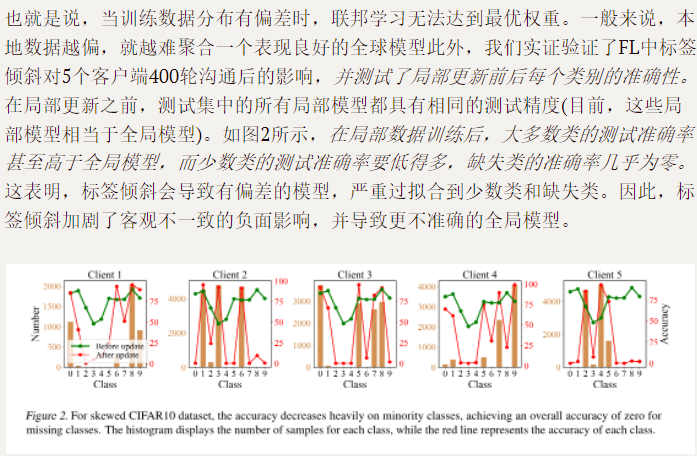 也就是说，当训练数据分布有偏差时，联邦学习无法达到最优权重。一般来说，本
地数据越偏，就越难聚合一个表现良好的全球模型此外，我们实证验证了FL中标签
倾斜对5个客户端400轮沟通后的影响，并测试了局部更新前后每个类别的准确性。
在局部更新之前，测试集中的所有局部模型都具有相同的测试精度(目前，这些局
部模型相当于全局模型)。如图2所示，在局部数据训练后，大多数类的测试准确率
甚至高于全局模型，而少数类的测试准确率要低得多，缺失类的准确率几乎为零。
这表明，标签倾斜会导致有偏差的模型，严重过拟合到少数类和缺失类。因此，标
签倾斜加剧了客观不一致的负面影响，并导致更不准确的全局模型。
Client 1 Client 2 Client 3 Client 4 Client 5
Number
2000
1500
1000
500
0
75
50
25
0
Before update
After update
0 1 2 3 4 5 6 7 8 9
Class
4000
2000
0
100
75
50
25
0
0 1 2 3 4 5 6 7 8 9
Class
3000
2000
1000
0
75
50
25
0
0 1 2 3 4 5 6 7 8 9
Class
4000
3000
2000
1000
0
100
75
50
25
0
0 1 2 3 4 5 6 7 8 9
Class
4000
2000
0
75
50
25
0
0 1 2 3 4 5 6 7 8 9
Class
Accuracy
Figure 2. For skewed CIFAR10 dataset, the accuracy decreases heavily on minority classes, achieving an overall accuracy of zero for
missing classes. The histogram displays the number of samples for each class, while the red line represents the accuracy of each class.